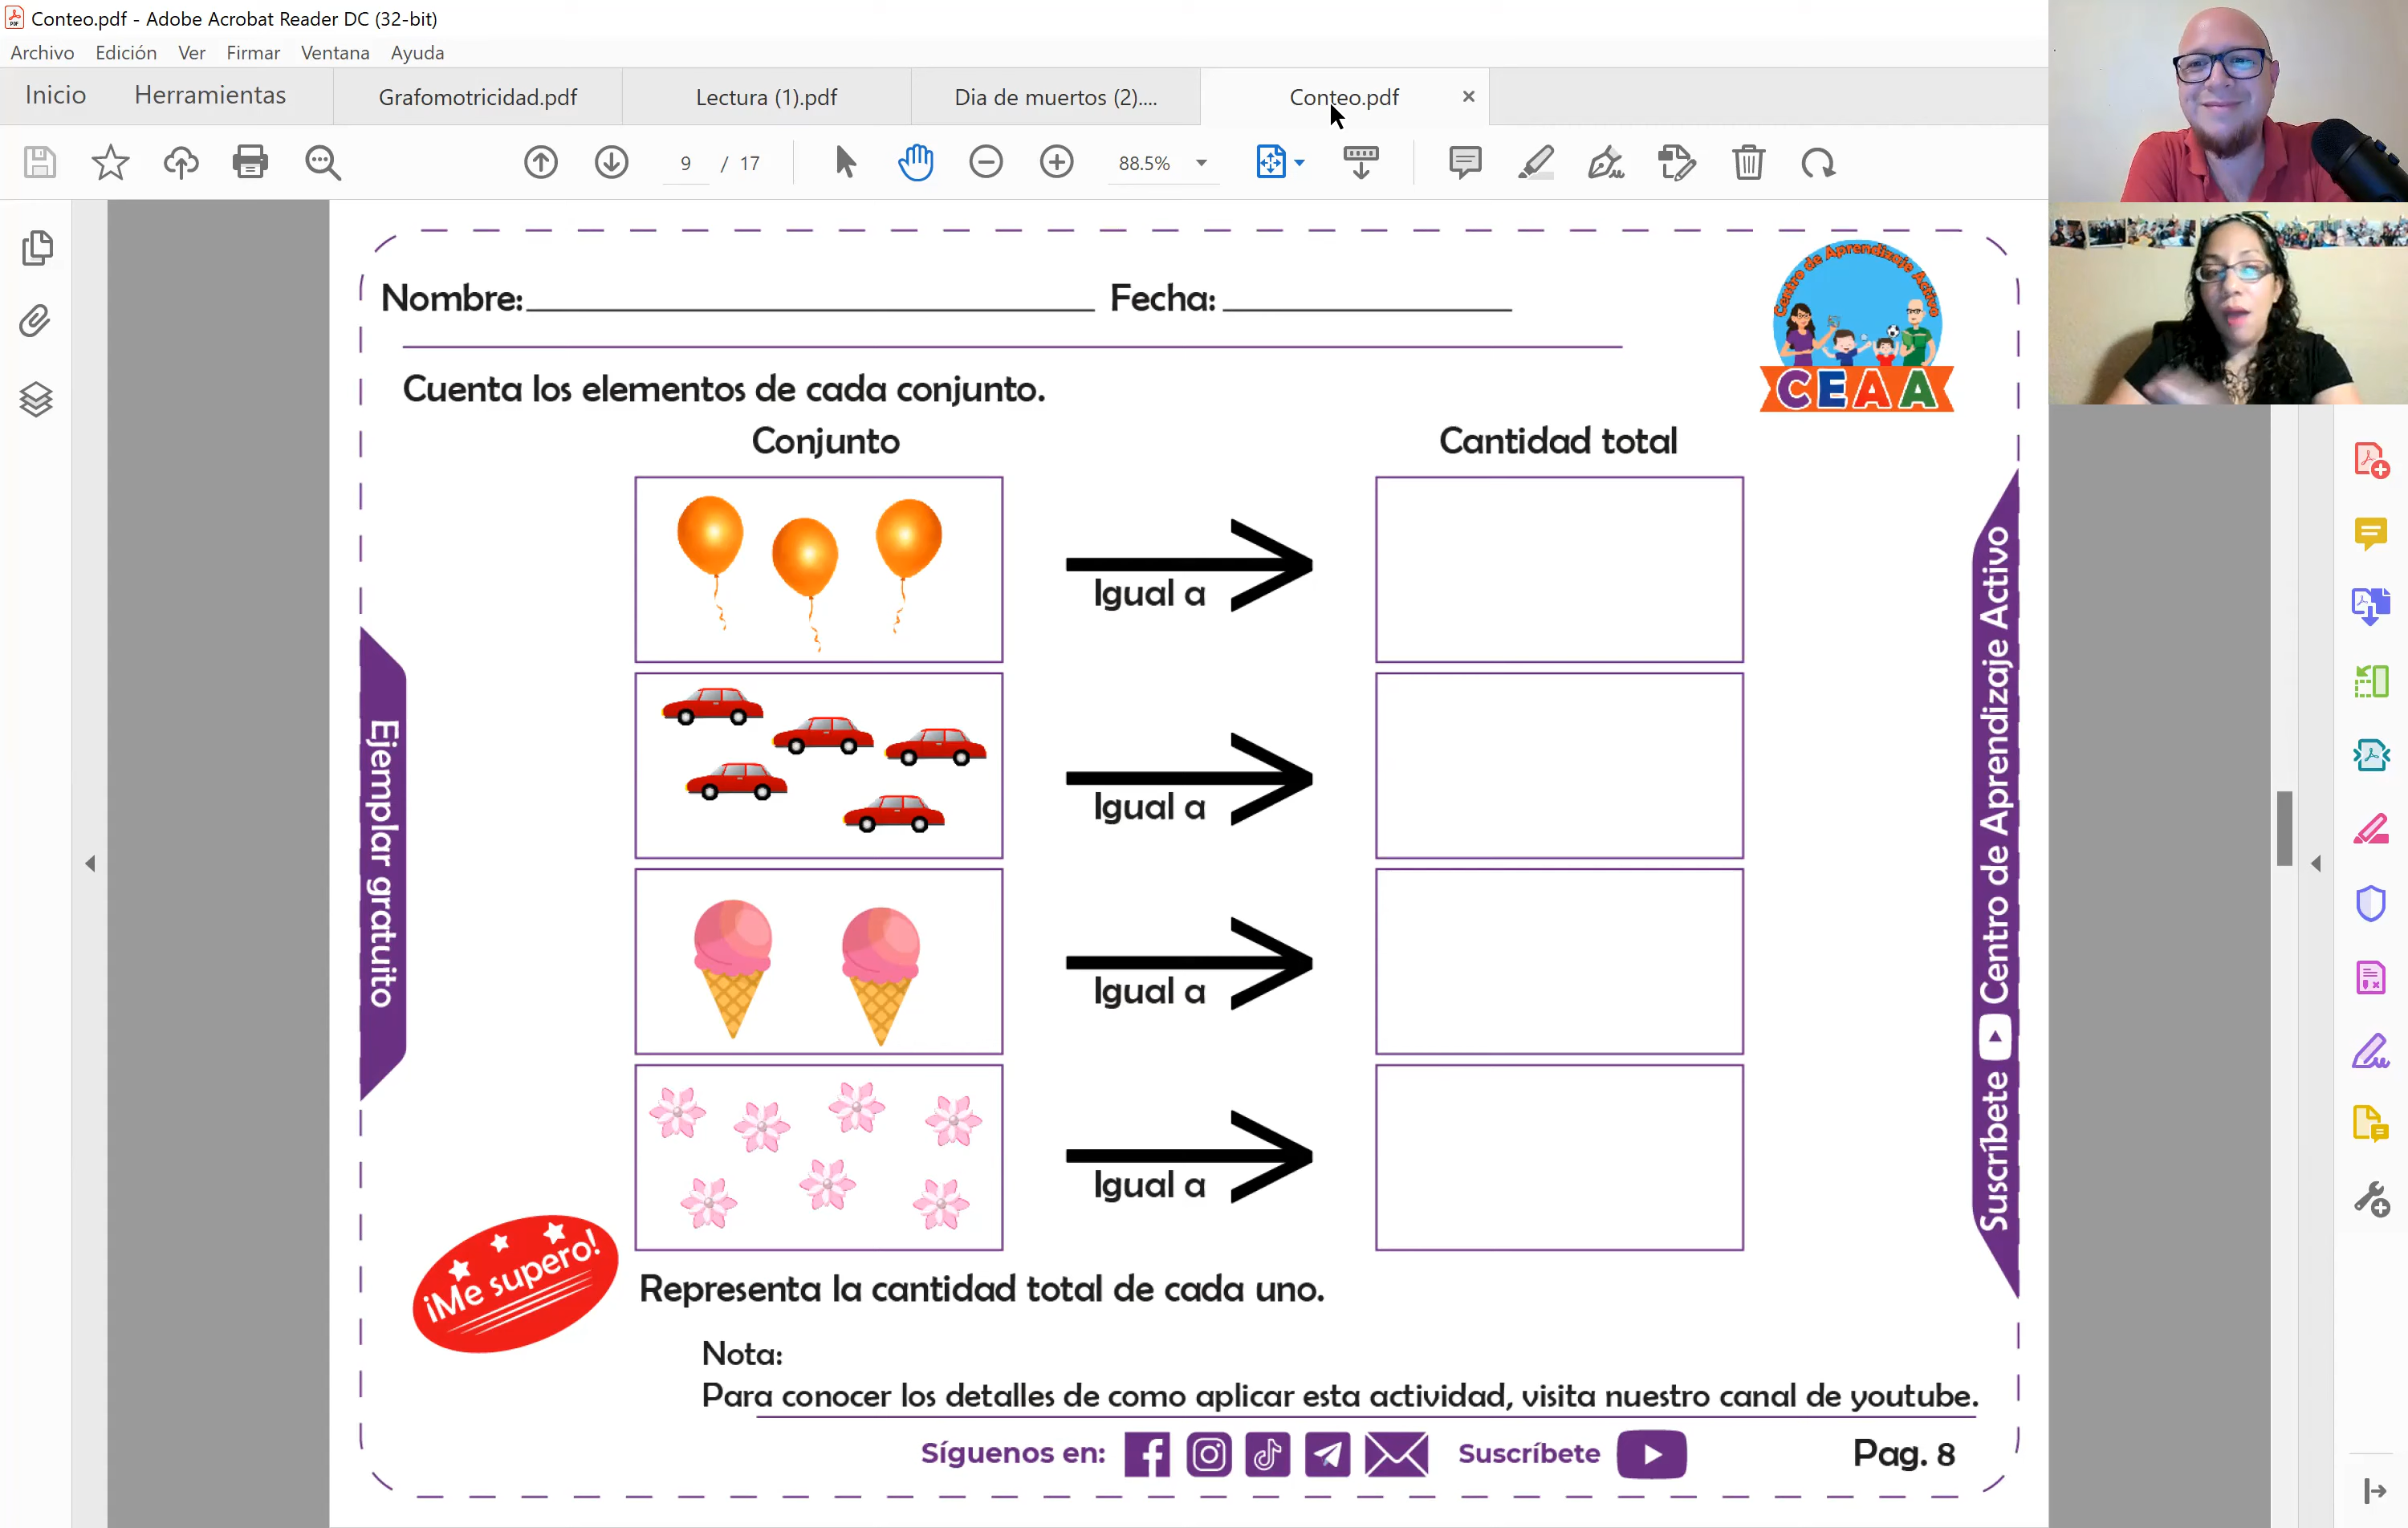 Conteo.pdf - Adobe Acrobat Reader DC (32-bit)
Archivo Edición Ver Firmar Ventana Ayuda
Inicio Herramientas Grafomotricidad.pdf Lectura (1).pdf Dia de muertos (2).... Conteo.pdf
9 / 17 88.5%
Nombre: Fecha:
Centro de Aprendizaje Activo
CEAA
Cuenta los elementos de cada conjunto.
Conjunto Cantidad total
Igual a
Igual a
Igual a
Igual a
Ejemplar gratuito
Suscríbete Centro de Aprendizaje Activo
¡Me supero!
Representa la cantidad total de cada uno.
Nota:
Para conocer los detalles de como aplicar esta actividad, visita nuestro canal de youtube.
Síguenos en: Suscríbete Pag. 8